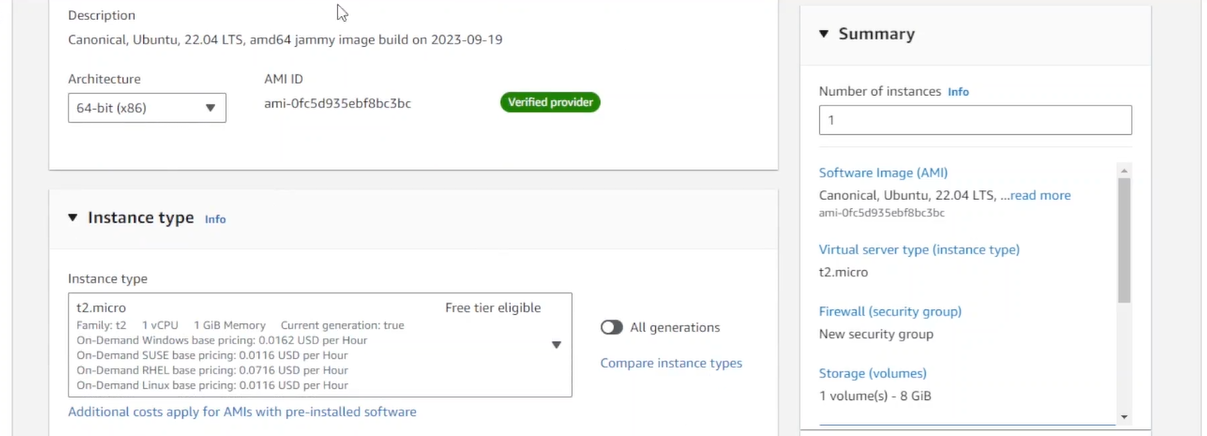 Description
Canonical, Ubuntu, 22.04 LTS, amd64 jammy image build on 2023-09-19
Architecture
AMI ID
64-bit (x86)
ami-0fc5d935ebf8bc3bc
Verified provider
Instance type Info
Instance type
t2.micro
Free tier eligible
Family: t2 1 vCPU 1 GiB Memory Current generation: true
On-Demand Windows base pricing: 0.0162 USD per Hour
On-Demand SUSE base pricing: 0.0116 USD per Hour
On-Demand RHEL base pricing: 0.0716 USD per Hour
On-Demand Linux base pricing: 0.0116 USD per Hour
All generations
Compare instance types
Additional costs apply for AMIs with pre-installed software
Summary
Number of instances Info
1
Software Image (AMI)
Canonical, Ubuntu, 22.04 LTS, ...read more
ami-0fc5d935ebf8bc3bc
Virtual server type (instance type)
t2.micro
Firewall (security group)
New security group
Storage (volumes)
1 volume(s) - 8 GiB